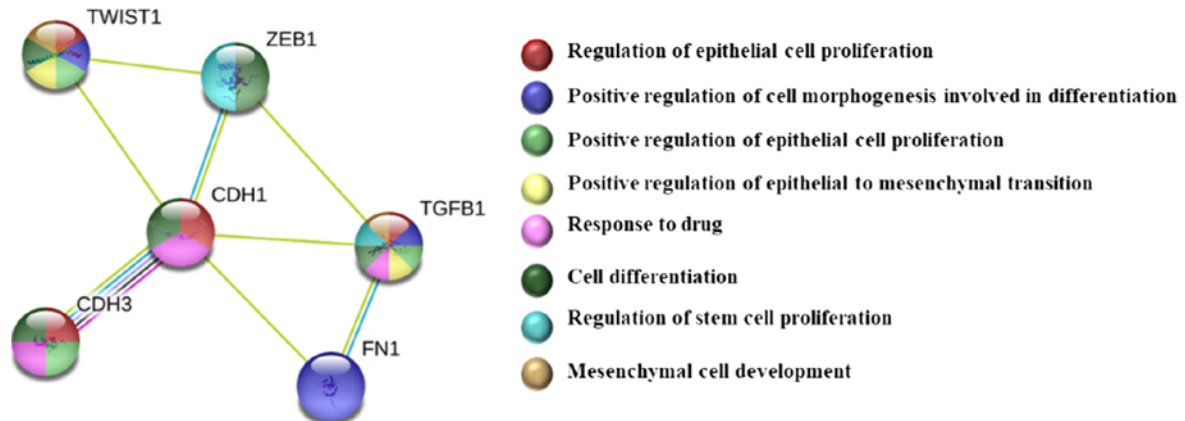 TWIST1
ZEB1
CDH1
TGFB1
CDH3
FN1
Regulation of epithelial cell proliferation
Positive regulation of cell morphogenesis involved in differentiation
Positive regulation of epithelial cell proliferation
Positive regulation of epithelial to mesenchymal transition
Response to drug
Cell differentiation
Regulation of stem cell proliferation
Mesenchymal cell development